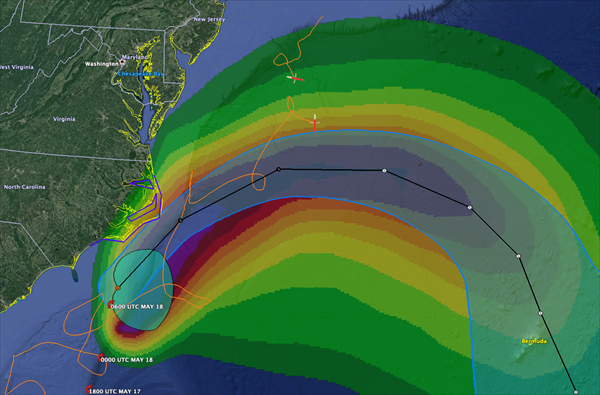 New Jersey
Maryland
West Virginia
Washington
Chesapeake Bay
Virginia
North Carolina
0600 UTC MAY 18
Bermuda
0000 UTC MAY 18
1800 UTC MAY 17